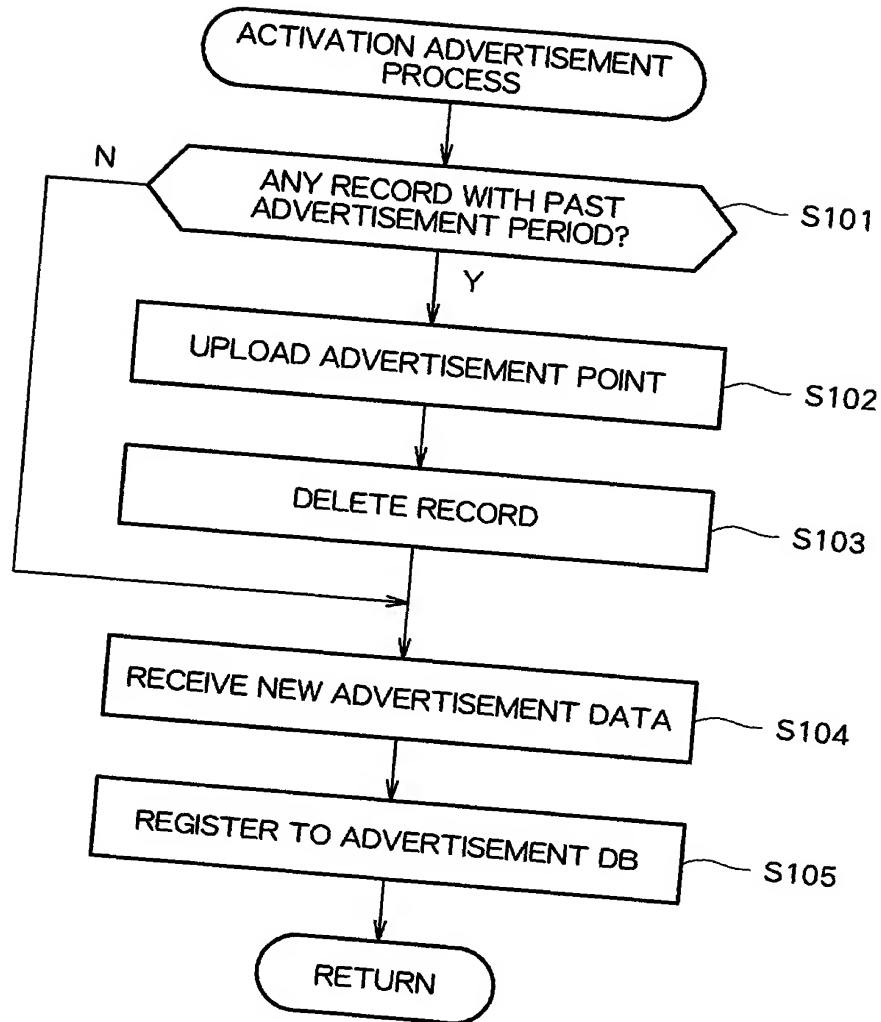 ACTIVATION ADVERTISEMENT
PROCESS
N
ANY RECORD WITH PAST
ADVERTISEMENT PERIOD?
S101
Y
UPLOAD ADVERTISEMENT POINT
S102
DELETE RECORD
S103
RECEIVE NEW ADVERTISEMENT DATA
S104
REGISTER TO ADVERTISEMENT DB
S105
RETURN